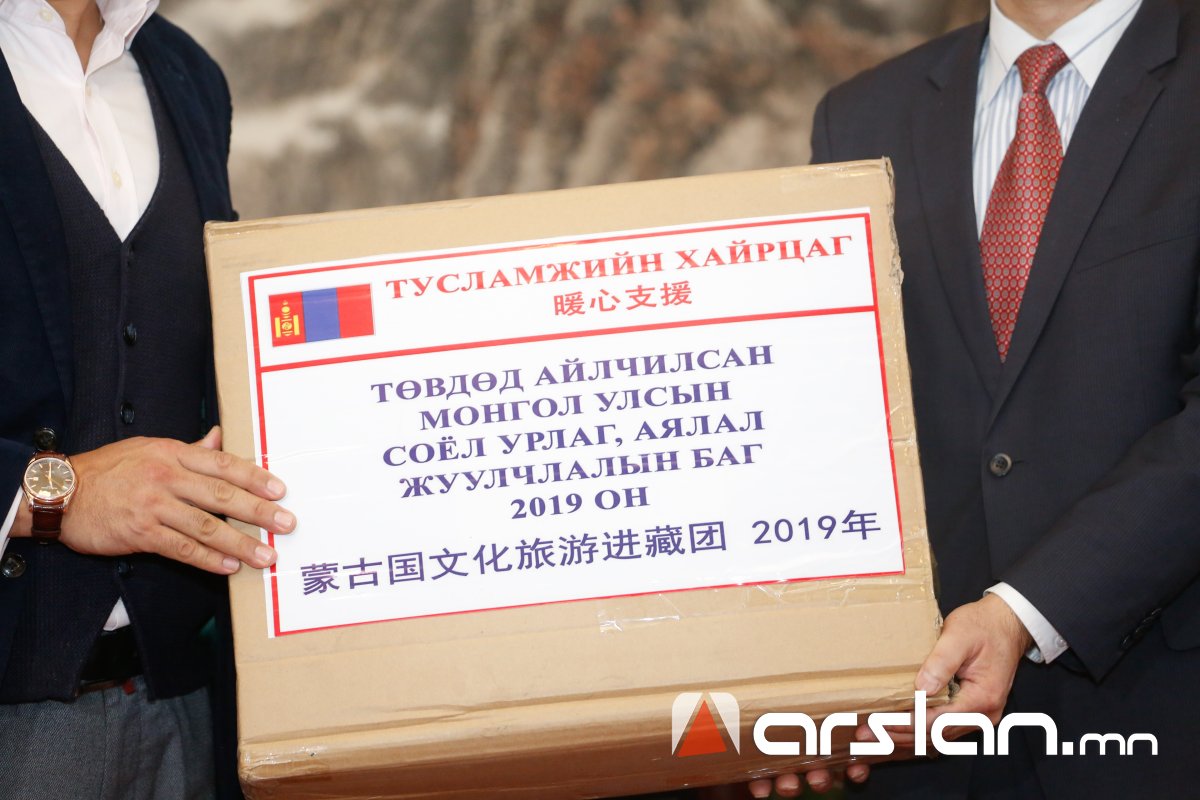 ТУСЛАМЖИЙН ХАЙРЦАГ
暖心支援
ТӨВДӨД АЙЛЧИЛСАН
МОНГОЛ УЛСЫН
СОЁЛ УРЛАГ, АЯЛАЛ
ЖУУЛЧЛАЛЫН БАГ
2019 ОН
蒙古国文化旅游进藏团 2019年
arslan.mn